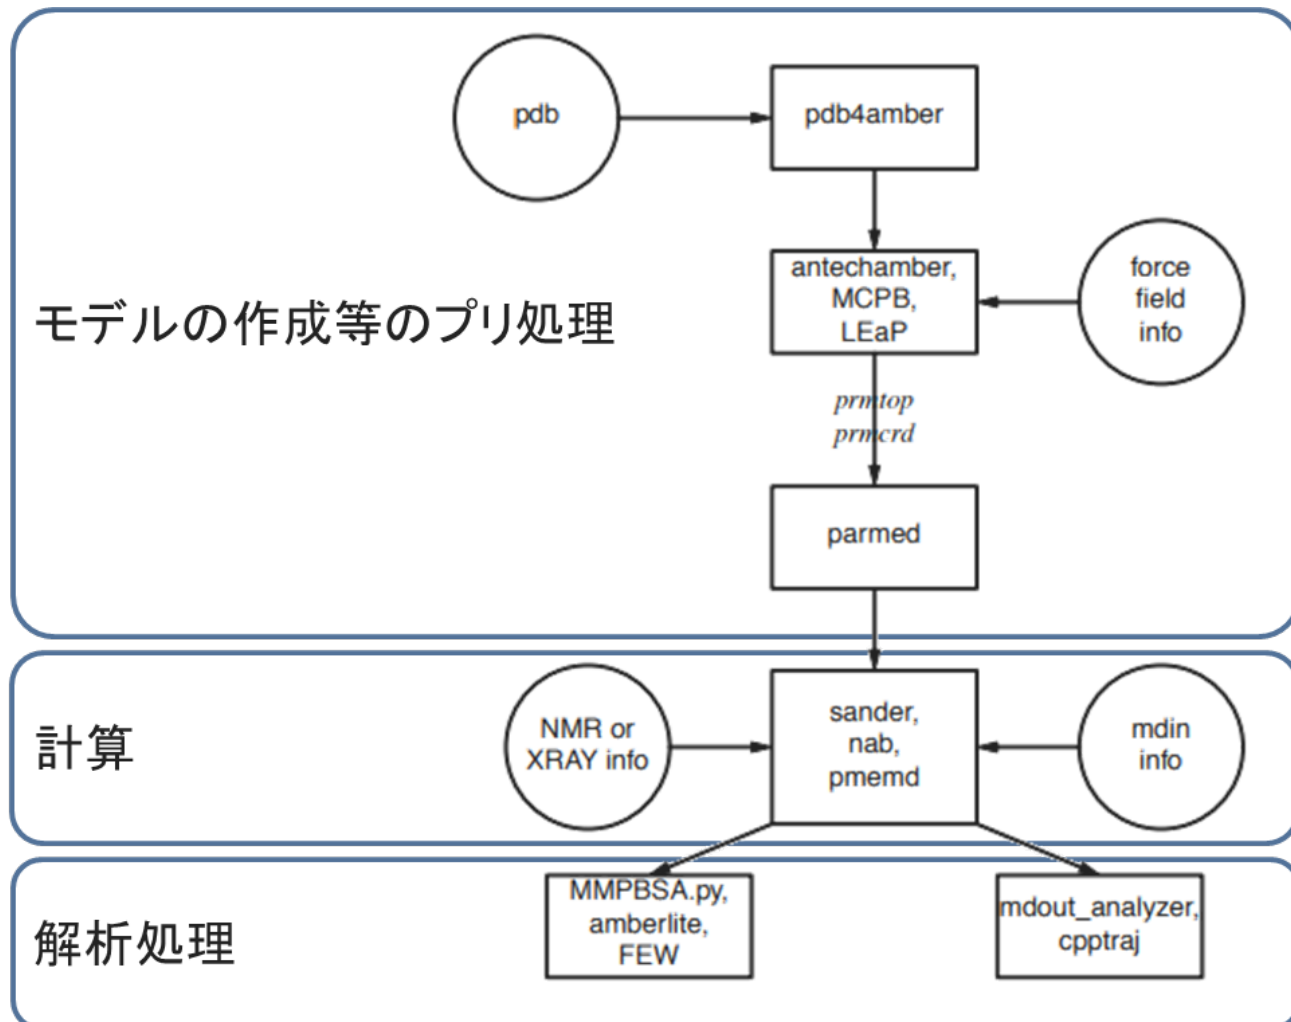 pdb
pdb4amber
antechamber,
MCPB,
LEaP
force
field
info
モデルの作成等のプリ処理
prmtop
prmcrd
parmed
計算
NMR or
XRAY info
sander,
nab,
pmemd
mdin
info
解析処理
MMPBSA.py,
amberlite,
FEW
mdout_analyzer,
cpptraj